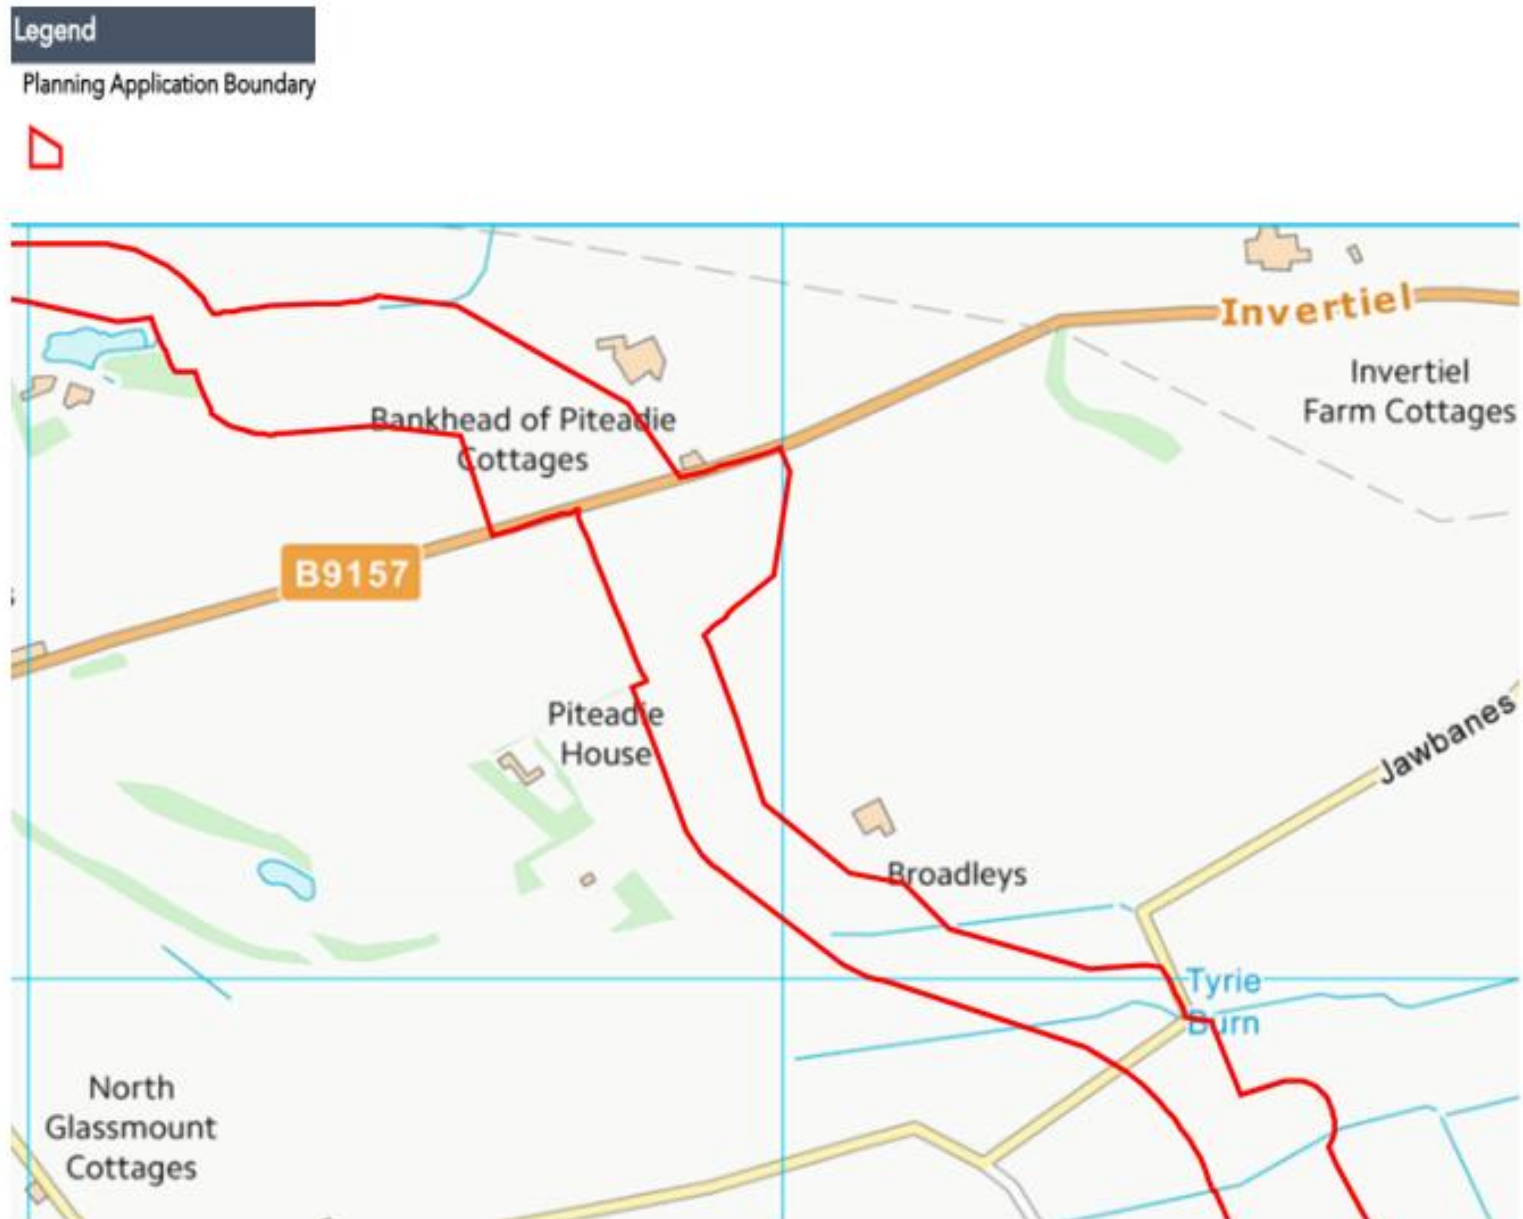 Legend
Planning Application Boundary
Invertiel
Invertiel
Farm Cottages
Bankhead of Piteadie
Cottages
B9157
Piteadie
House
Jawbanes
Broadleys
Tyrie
Burn
North
Glassmount
Cottages